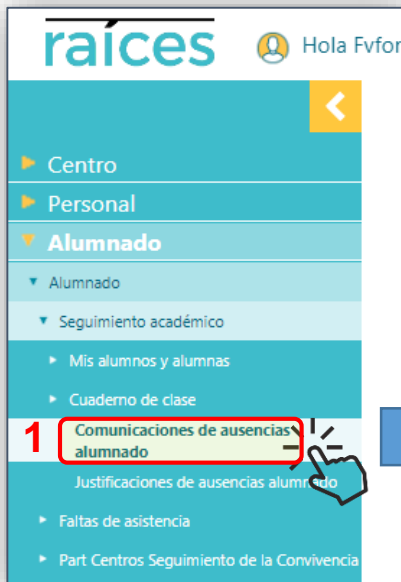 raíces
Hola Fvfor
Centro
Personal
Alumnado
Alumnado
Seguimiento académico
Mis alumnos y alumnas
Cuaderno de clase
1 Comunicaciones de ausencias
alumnado
Justificaciones de ausencias alumnado
Faltas de asistencia
Part Centros Seguimiento de la Convivencia